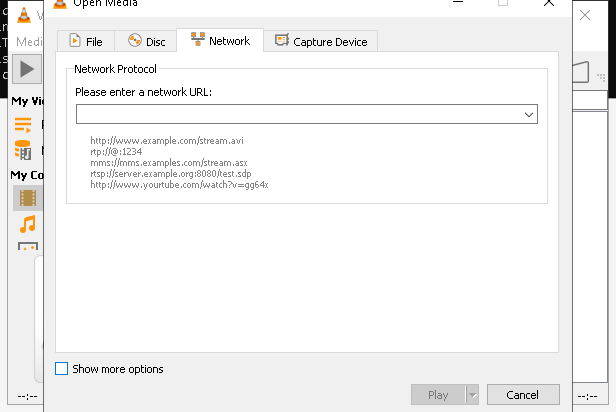 Open Media
Medi
File
Disc
Network
Capture Device
Network Protocol
Please enter a network URL:
http://www.example.com/stream.avi
rtp://@:1234
mms://mms.examples.com/stream.asx
rtsp://server.example.org:8080/test.sdp
http://www.yourtube.com/watch?v=gg64x
My Vi
My Co
Show more options
Play
Cancel
--:--
--:--